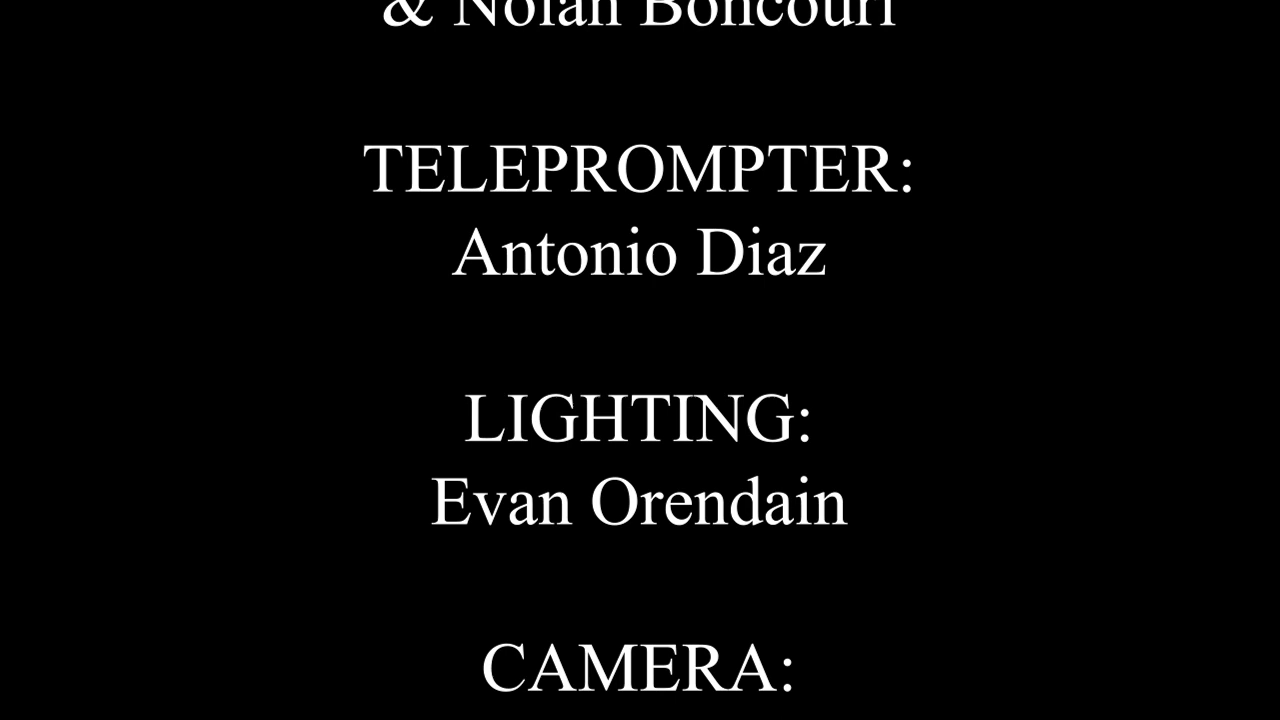 & Nolan Boncouri
TELEPROMPTER:
Antonio Diaz
LIGHTING:
Evan Orendain
CAMERA: